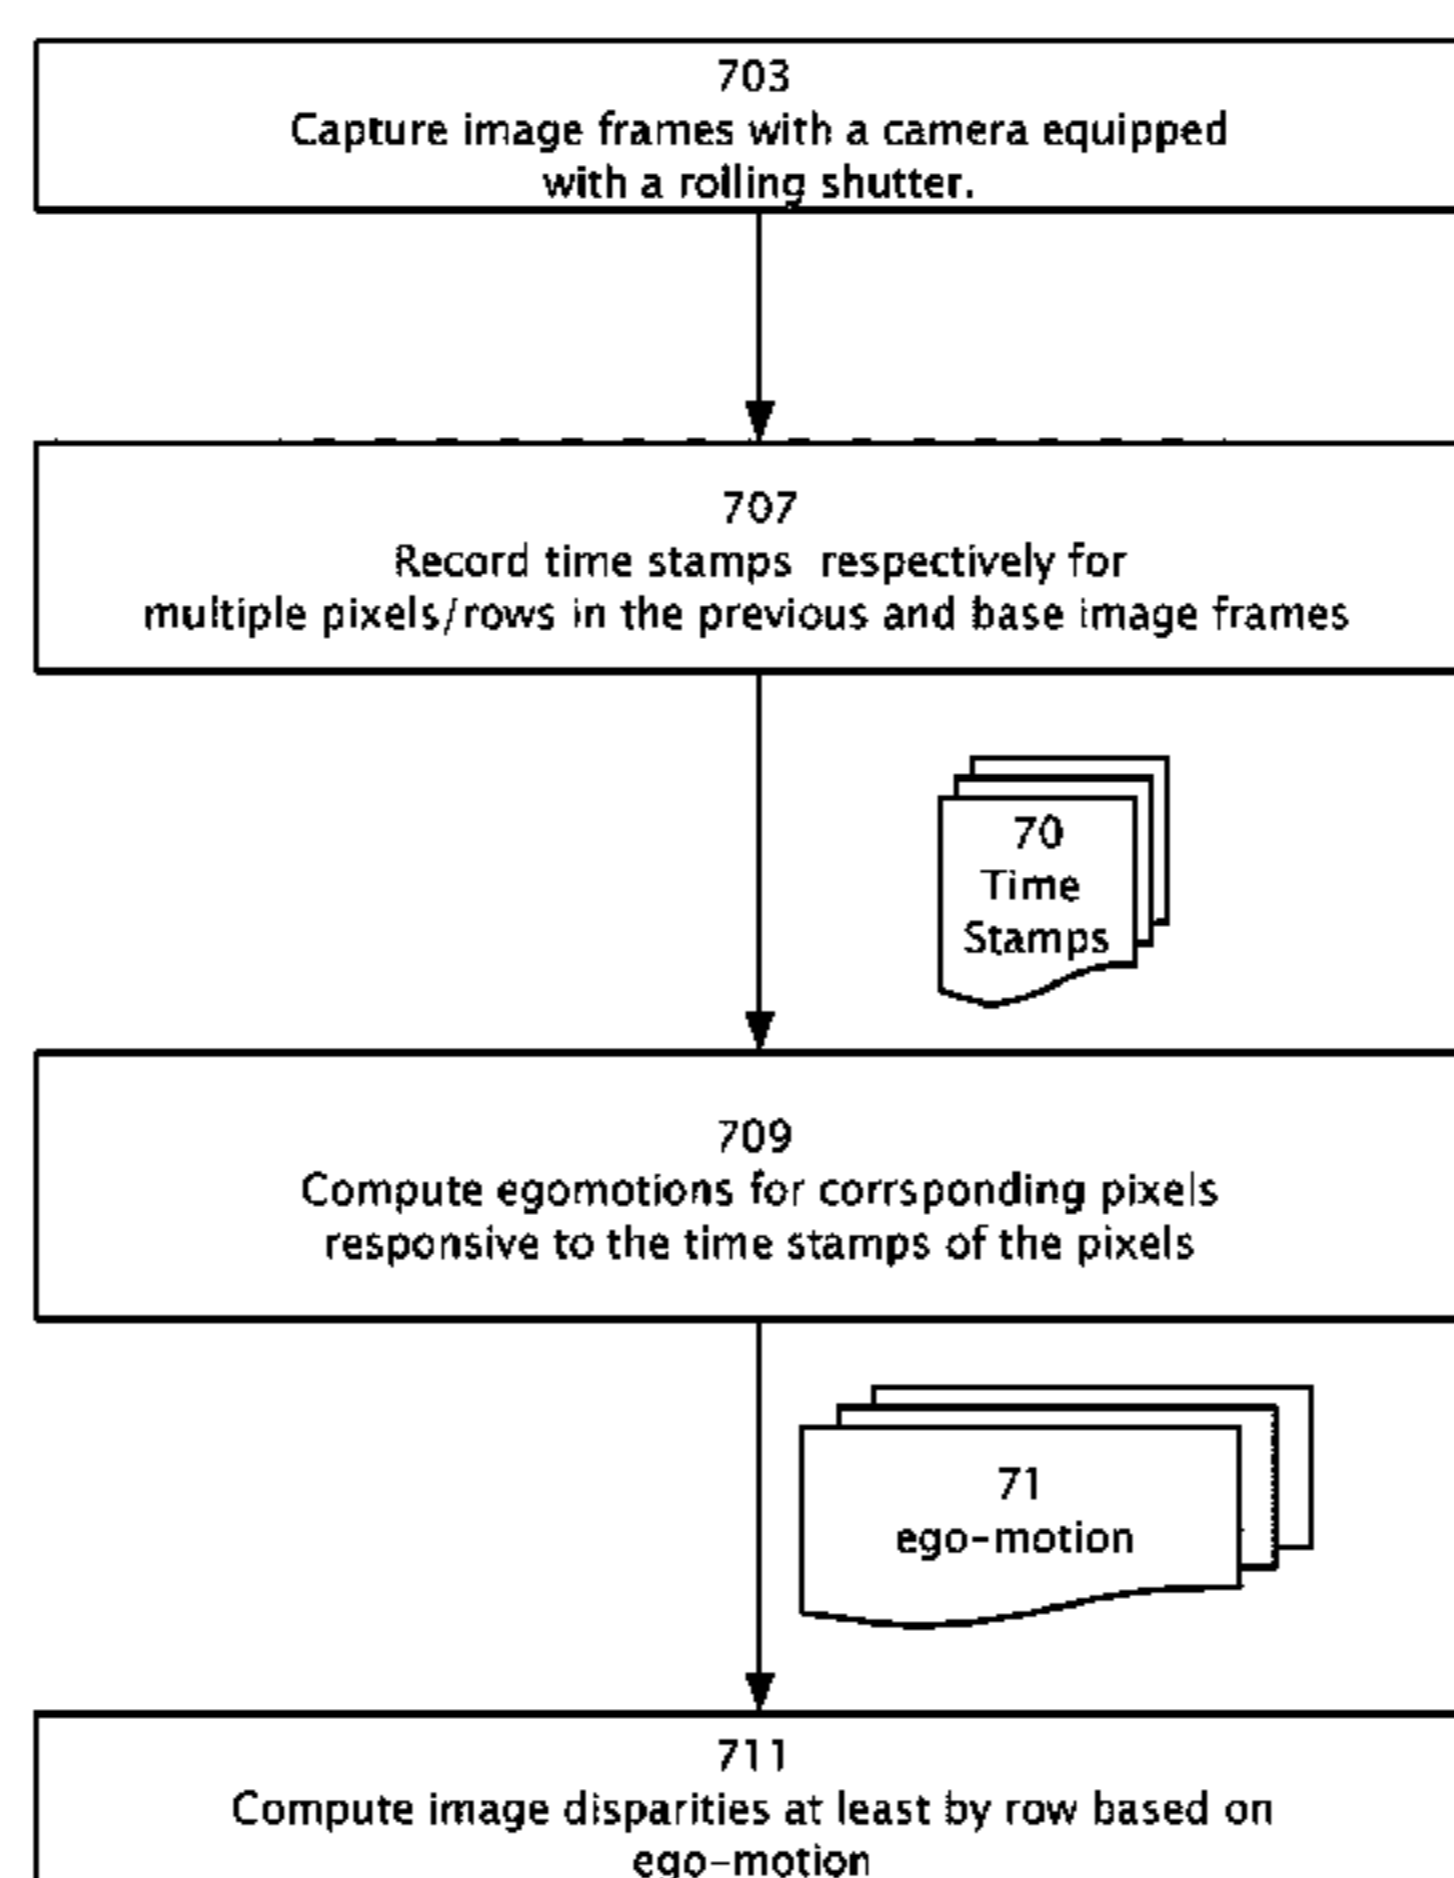 703
Capture image frames with a camera equipped
with a rolling shutter.
707
Record time stamps respectively for
multiple pixels/rows in the previous and base image frames
70
Time
Stamps
709
Compute egomotions for corrsponding pixels
responsive to the time stamps of the pixels
71
ego-motion
711
Compute image disparities at least by row based on
ego-motion